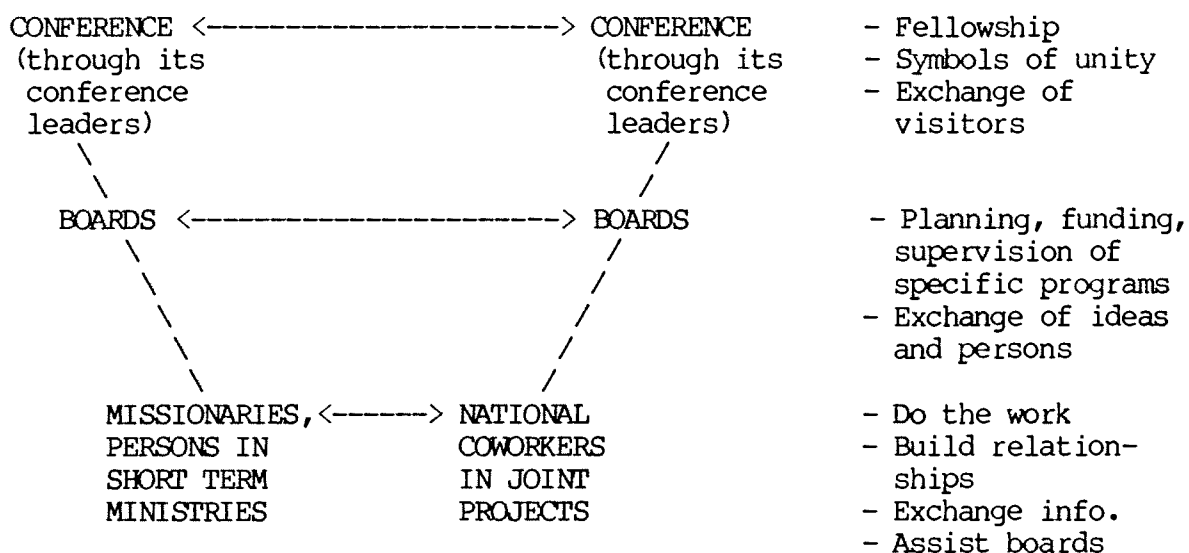 CONFERENCE <---------------------> CONFERENCE - Fellowship
(through its (through its - Symbols of unity
conference conference - Exchange of
leaders) leaders) visitors
BOARDS <----------------------> BOARDS - Planning, funding,
supervision of
specific programs
- Exchange of ideas
and persons
MISSIONARIES,<------> NATIONAL - Do the work
PERSONS IN COWORKERS - Build relation-
SHORT TERM IN JOINT ships
MINISTRIES PROJECTS - Exchange info.
- Assist boards